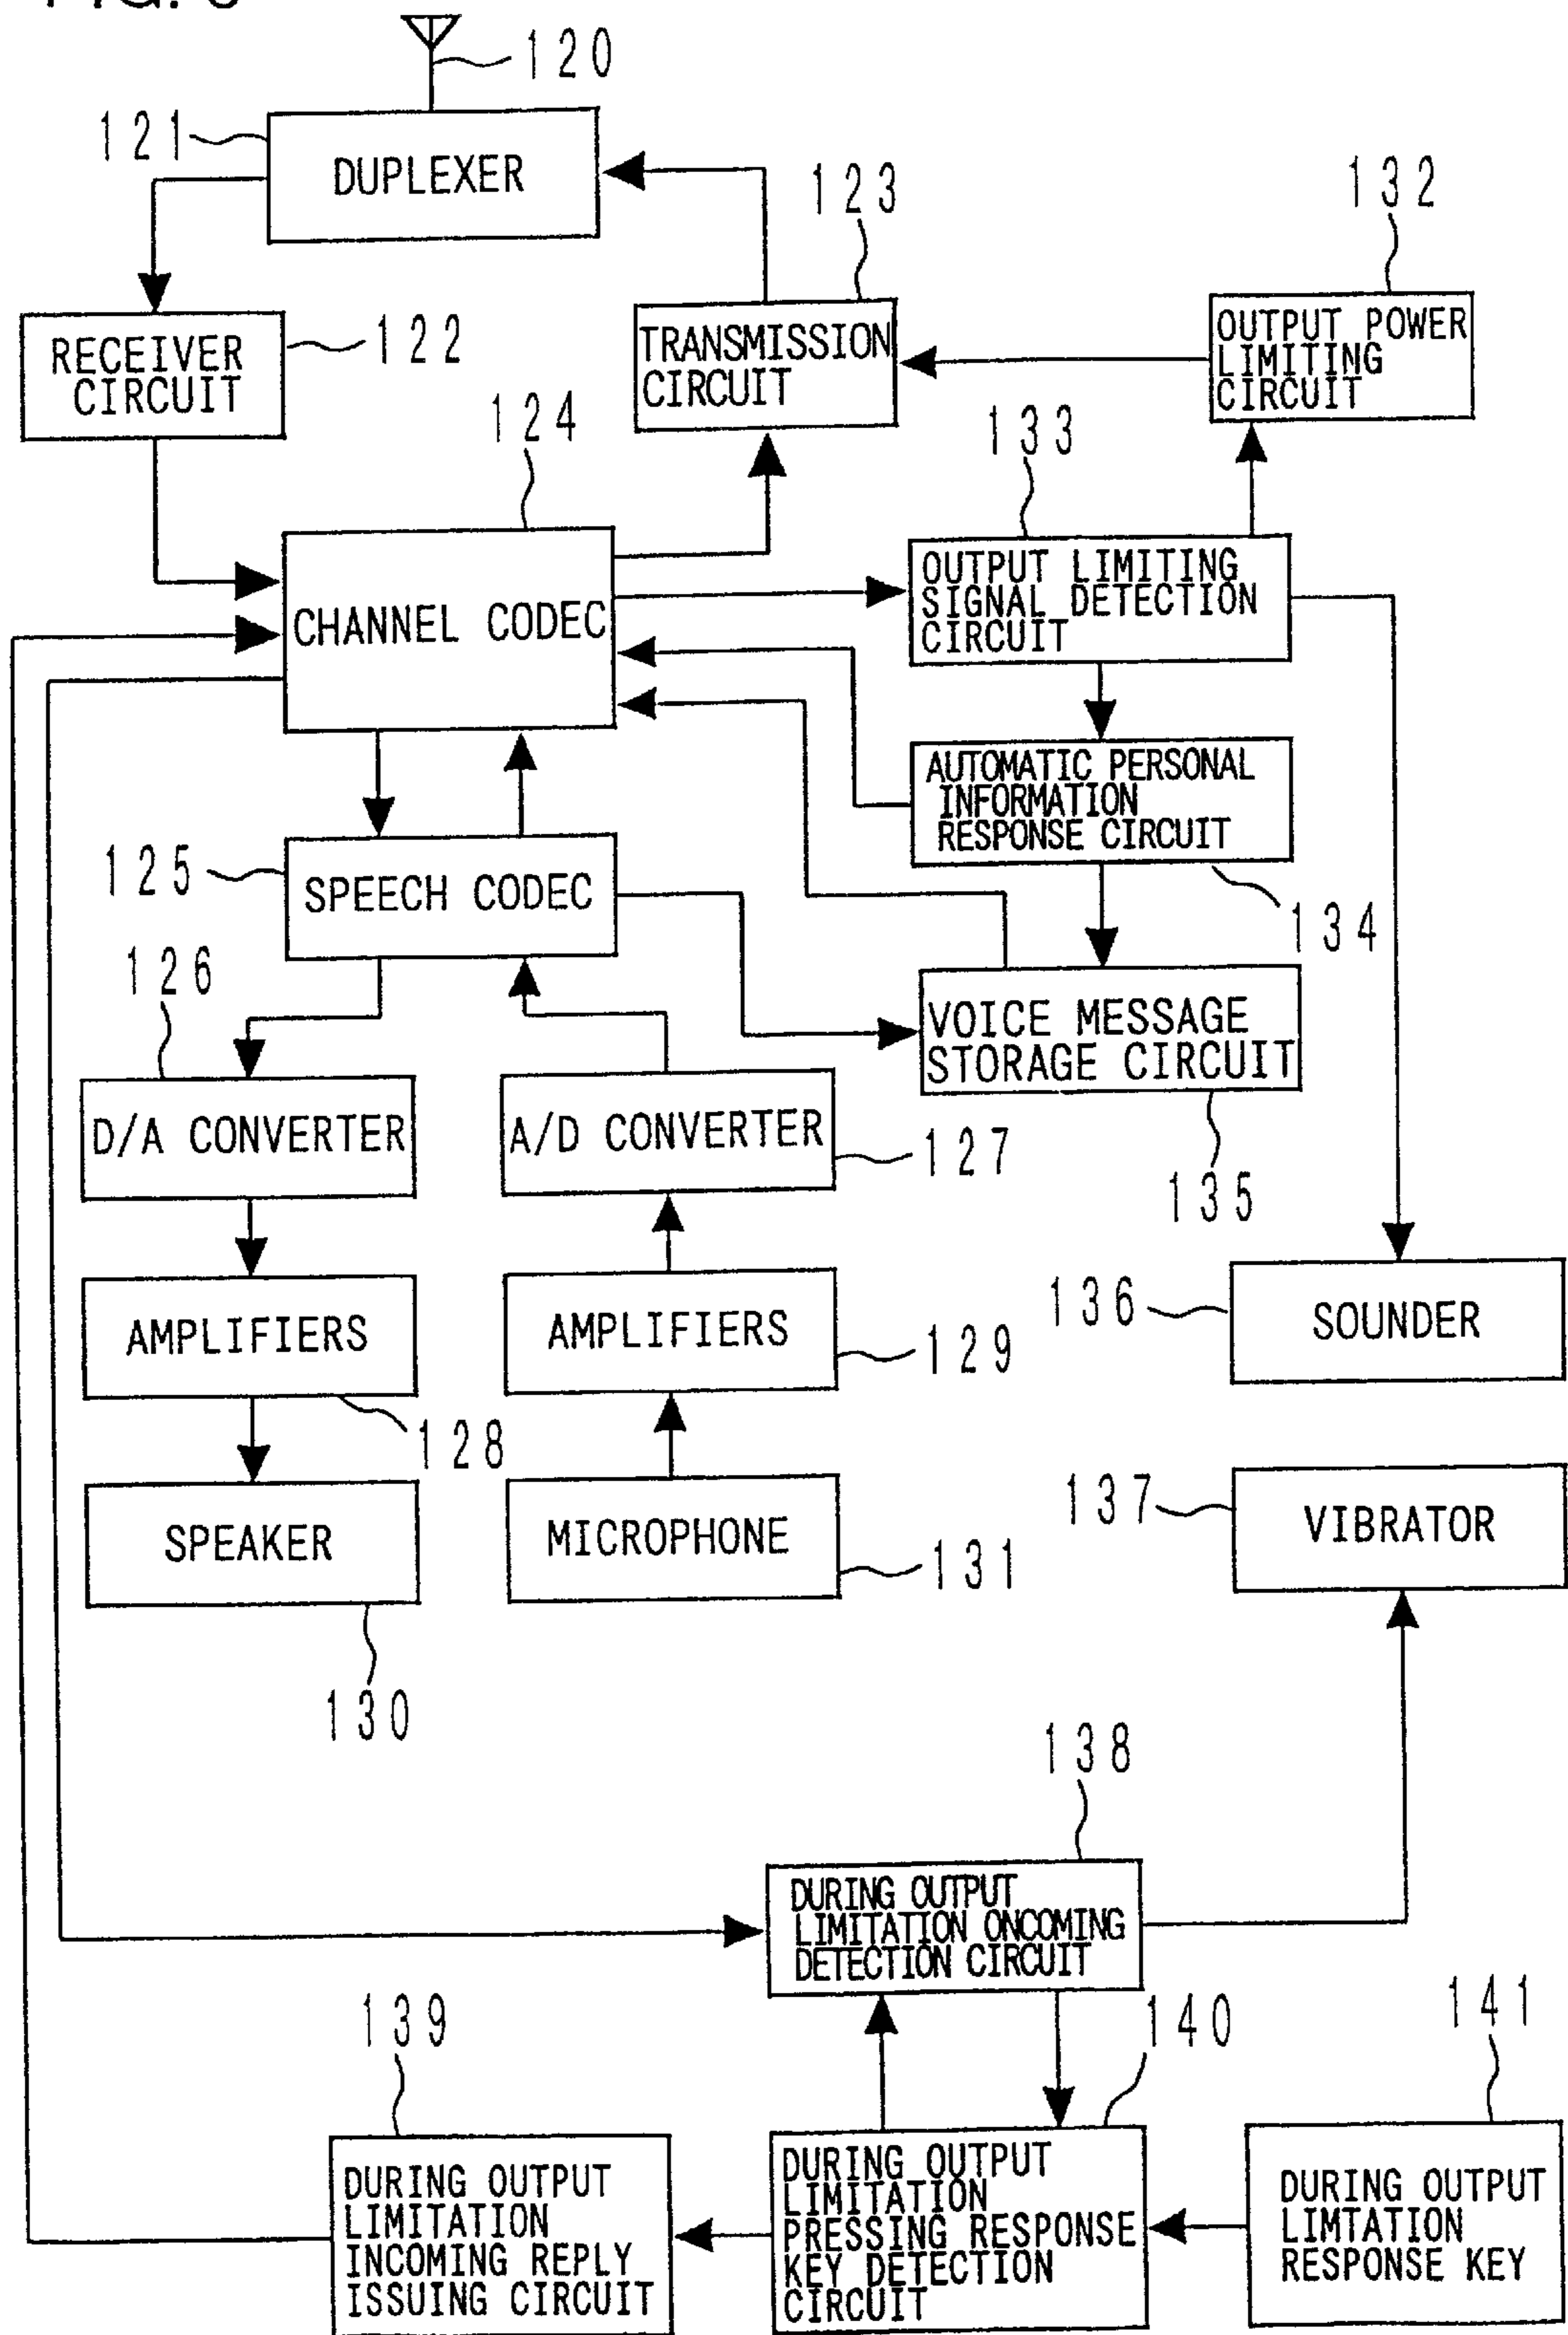 120
121
DUPLEXER
123
132
RECEIVER
CIRCUIT
122
TRANSMISSION
CIRCUIT
OUTPUT POWER
LIMITING
CIRCUIT
124
133
CHANNEL CODEC
OUTPUT LIMITING
SIGNAL DETECTION
CIRCUIT
AUTOMATIC PERSONAL
INFORMATION
RESPONSE CIRCUIT
125
SPEECH CODEC
134
126
VOICE MESSAGE
STORAGE CIRCUIT
D/A CONVERTER
A/D CONVERTER
127
135
136
SOUNDER
AMPLIFIERS
AMPLIFIERS
129
128
137
VIBRATOR
SPEAKER
MICROPHONE
131
130
138
DURING OUTPUT
LIMITATION ONCOMING
DETECTION CIRCUIT
139
140
141
DURING OUTPUT
LIMITATION
INCOMING REPLY
ISSUING CIRCUIT
DURING OUTPUT
LIMITATION
PRESSING RESPONSE
KEY DETECTION
CIRCUIT
DURING OUTPUT
LIMTATION
RESPONSE KEY